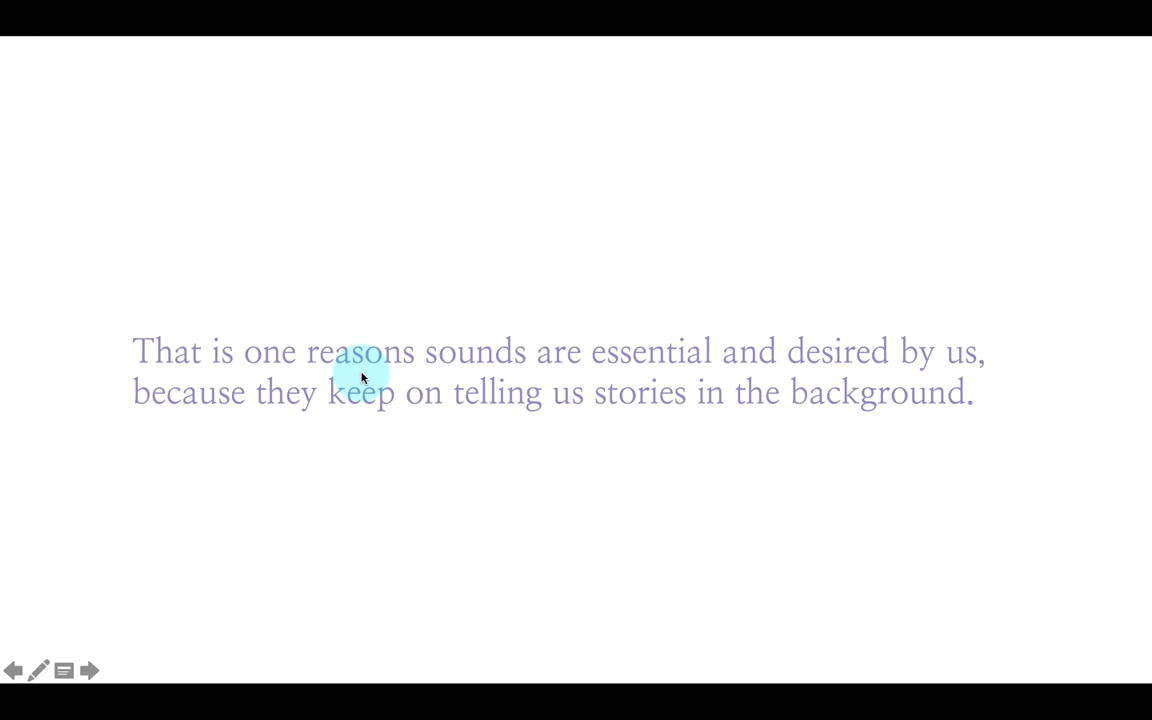 That is one reasons sounds are essential and desired by us,
because they keep on telling us stories in the background.